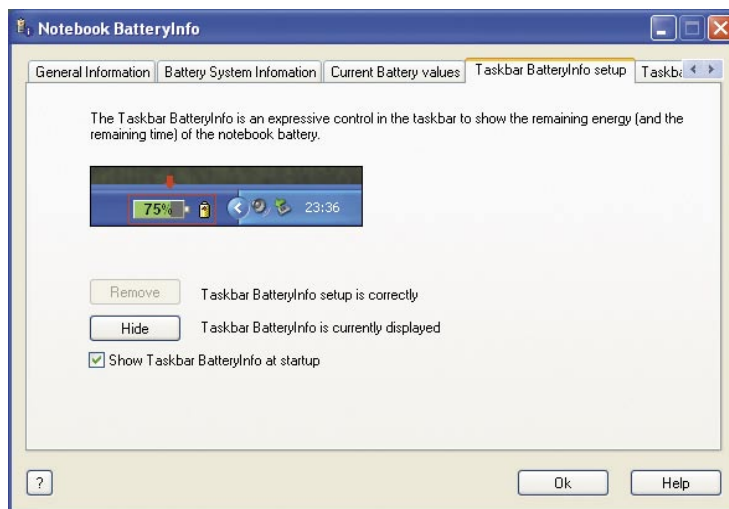 Notebook BatteryInfo
General Information Battery System Infomation Current Battery values Taskbar BatteryInfo setup Taskba
The Taskbar BatteryInfo is an expressive control in the taskbar to show the remaining energy (and the
remaining time) of the notebook battery.
75% 23:36
Remove Taskbar BatteryInfo setup is correctly
Hide Taskbar BatteryInfo is currently displayed
Show Taskbar BatteryInfo at startup
? Ok Help